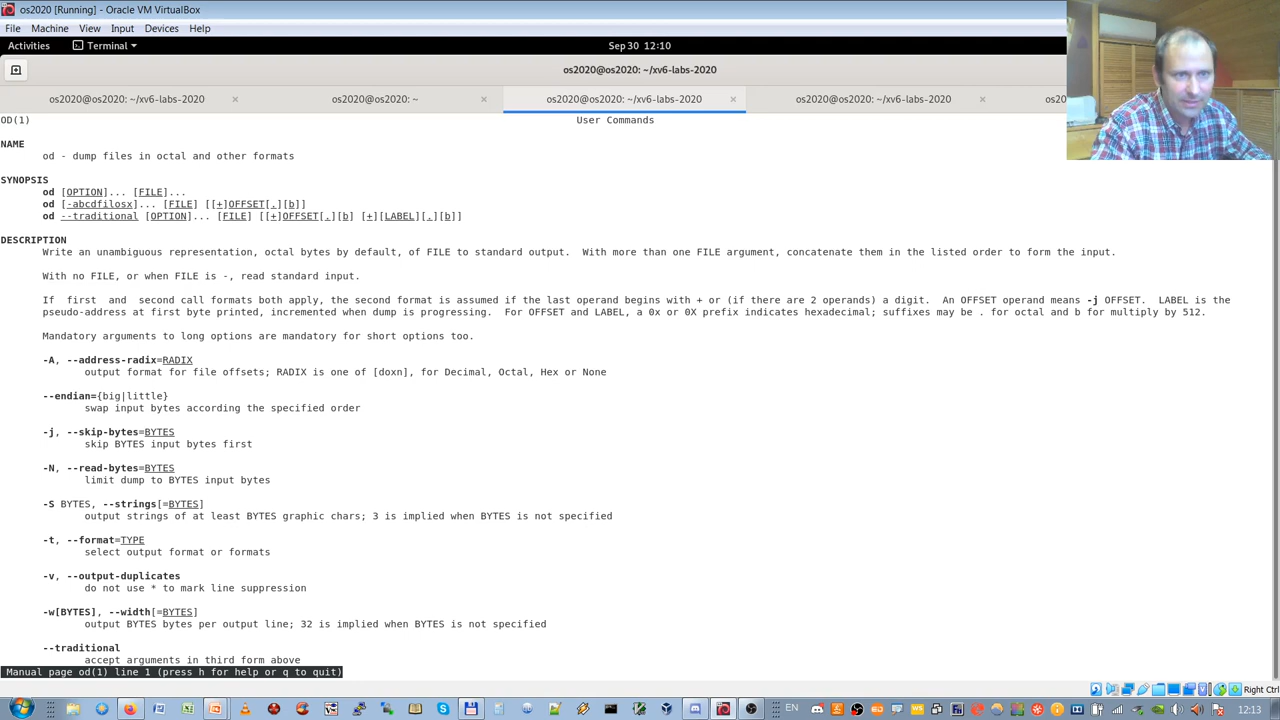 os2020 [Running] - Oracle VM VirtualBox
File Machine View Input Devices Help
Activities Terminal Sep 30 12:10
os2020@os2020: ~/xv6-labs-2020
os2020@os2020: ~/xv6-labs-2020 × os2020@os2020: ~ × os2020@os2020: ~/xv6-labs-2020 × os2020@os2020: ~/xv6-labs-2020 ×
OD(1) User Commands
NAME
od - dump files in octal and other formats
SYNOPSIS
od [OPTION]... [FILE]...
od [-abcdfilosx]... [FILE] [[+]OFFSET[.][b]]
od --traditional [OPTION]... [FILE] [[+]OFFSET[.][b] [+][LABEL][.][b]]
DESCRIPTION
Write an unambiguous representation, octal bytes by default, of FILE to standard output. With more than one FILE argument, concatenate them in the listed order to form the input.
With no FILE, or when FILE is -, read standard input.
If first and second call formats both apply, the second format is assumed if the last operand begins with + or (if there are 2 operands) a digit. An OFFSET operand means -j OFFSET. LABEL is the
pseudo-address at first byte printed, incremented when dump is progressing. For OFFSET and LABEL, a 0x or 0X prefix indicates hexadecimal; suffixes may be . for octal and b for multiply by 512.
Mandatory arguments to long options are mandatory for short options too.
-A, --address-radix=RADIX
output format for file offsets; RADIX is one of [doxn], for Decimal, Octal, Hex or None
--endian={big|little}
swap input bytes according the specified order
-j, --skip-bytes=BYTES
skip BYTES input bytes first
-N, --read-bytes=BYTES
limit dump to BYTES input bytes
-S BYTES, --strings[=BYTES]
output strings of at least BYTES graphic chars; 3 is implied when BYTES is not specified
-t, --format=TYPE
select output format or formats
-v, --output-duplicates
do not use * to mark line suppression
-w[BYTES], --width[=BYTES]
output BYTES bytes per output line; 32 is implied when BYTES is not specified
--traditional
accept arguments in third form above
Manual page od(1) line 1 (press h for help or q to quit)
Right Ctrl
EN 12:13